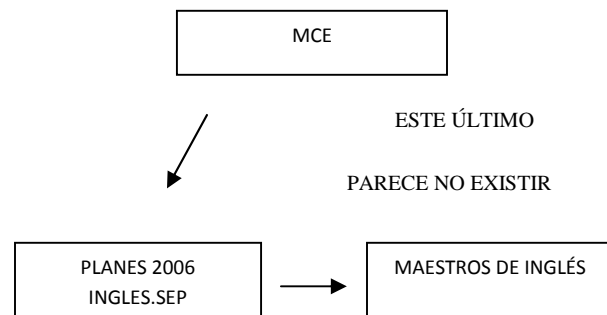 MCE
ESTE ÚLTIMO
PARECE NO EXISTIR
PLANES 2006
INGLES.SEP
MAESTROS DE INGLÉS